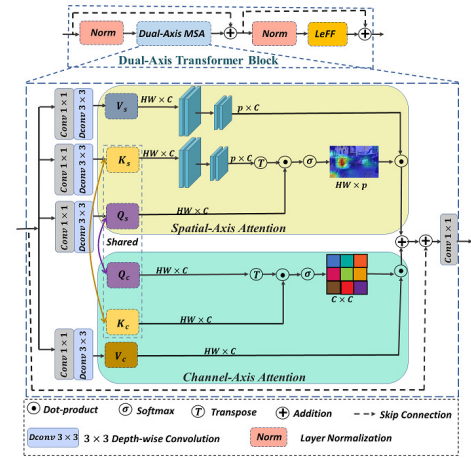 Norm Dual-Axis MSA Norm LeFF
Dual-Axis Transformer Block
Conv 1 × 1 Dconv 3 × 3 V_s HW × C p × C
Conv 1 × 1 Dconv 3 × 3 K_s HW × C p × C T σ
HW × p
Conv 1 × 1 Dconv 3 × 3 Q_s HW × C
Spatial-Axis Attention
Shared
Conv 1 × 1
Q_c HW × C T σ
C × C
K_c HW × C
Conv 1 × 1 Dconv 3 × 3 V_c HW × C
Channel-Axis Attention
Dot-product σ Softmax T Transpose Addition Skip Connection
Dconv 3 × 3 3 × 3 Depth-wise Convolution Norm Layer Normalization